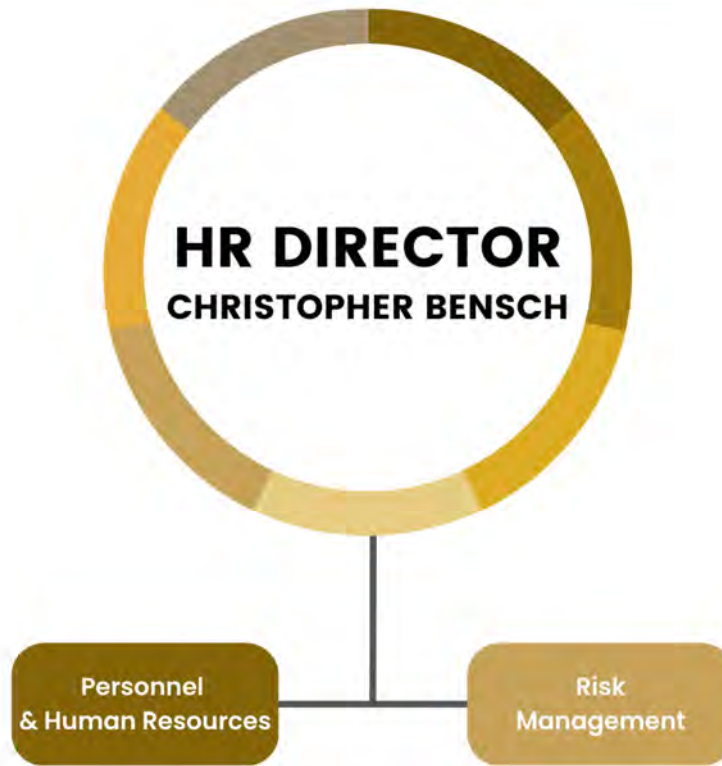 HR DIRECTOR
CHRISTOPHER BENSCH
Personnel
& Human Resources
Risk
Management